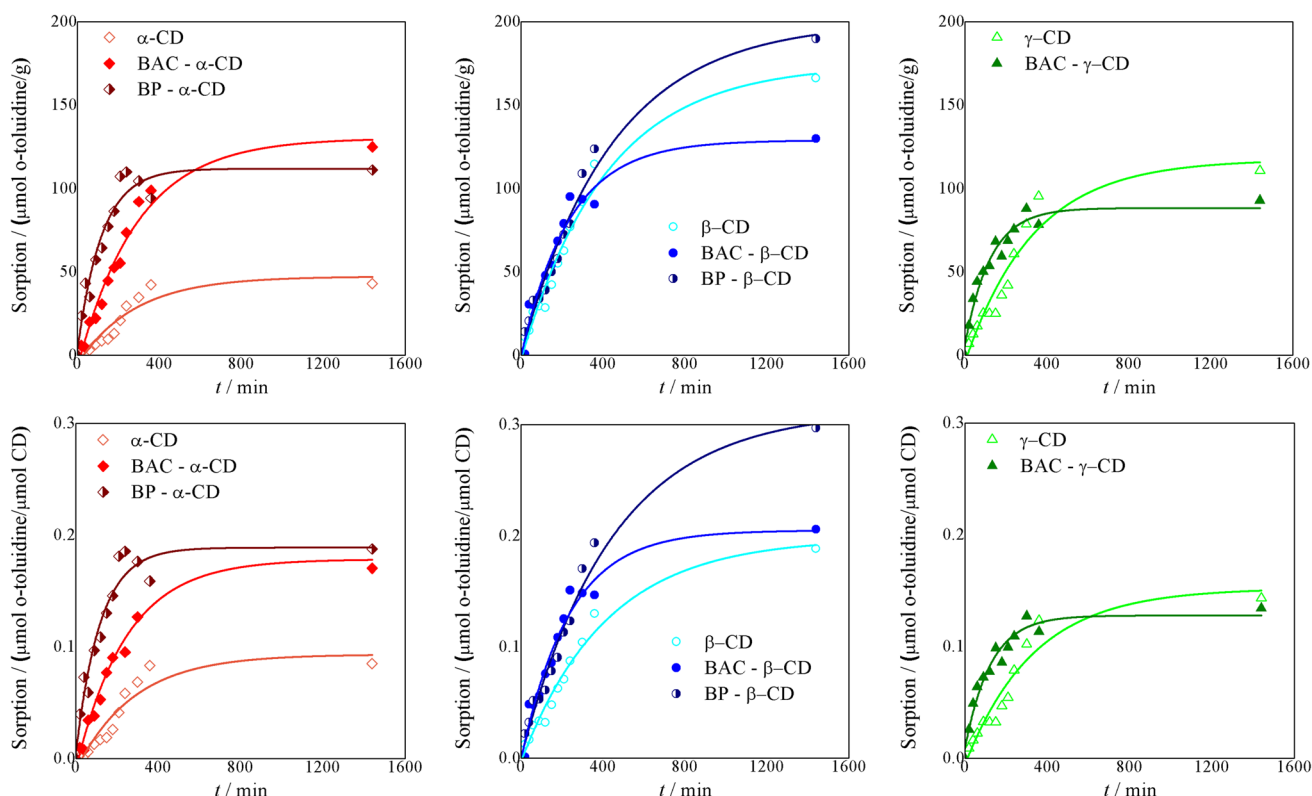 Sorption / (μmol o-toluidine/g)
200
150
100
50
0
α-CD
BAC - α-CD
BP - α-CD
0 400 800 1200 1600
t / min
Sorption / (μmol o-toluidine/g)
200
150
100
50
0
β–CD
BAC - β–CD
BP - β–CD
0 400 800 1200 1600
t / min
Sorption / (μmol o-toluidine/g)
200
150
100
50
0
γ–CD
BAC - γ–CD
0 400 800 1200 1600
t / min
Sorption / (μmol o-toluidine/μmol CD)
0.3
0.2
0.1
0.0
α-CD
BAC - α-CD
BP - α-CD
0 400 800 1200 1600
t / min
Sorption / (μmol o-toluidine/μmol CD)
0.3
0.2
0.1
0.0
β–CD
BAC - β–CD
BP - β–CD
0 400 800 1200 1600
t / min
Sorption / (μmol o-toluidine/μmol CD)
0.3
0.2
0.1
0.0
γ–CD
BAC - γ–CD
0 400 800 1200 1600
t / min